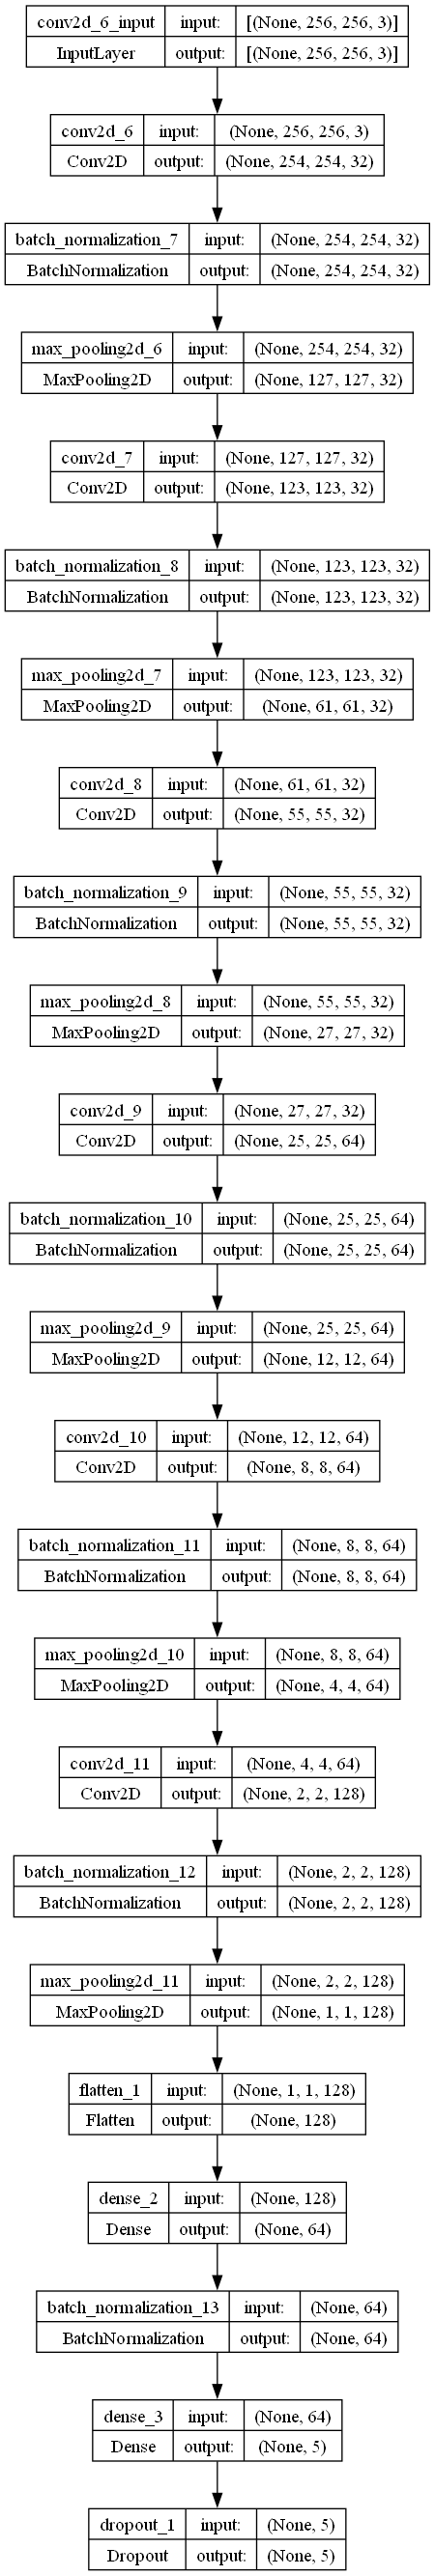 conv2d_6_input input: [(None, 256, 256, 3)]
InputLayer output: [(None, 256, 256, 3)]
conv2d_6 input: (None, 256, 256, 3)
Conv2D output: (None, 254, 254, 32)
batch_normalization_7 input: (None, 254, 254, 32)
BatchNormalization output: (None, 254, 254, 32)
max_pooling2d_6 input: (None, 254, 254, 32)
MaxPooling2D output: (None, 127, 127, 32)
conv2d_7 input: (None, 127, 127, 32)
Conv2D output: (None, 123, 123, 32)
batch_normalization_8 input: (None, 123, 123, 32)
BatchNormalization output: (None, 123, 123, 32)
max_pooling2d_7 input: (None, 123, 123, 32)
MaxPooling2D output: (None, 61, 61, 32)
conv2d_8 input: (None, 61, 61, 32)
Conv2D output: (None, 55, 55, 32)
batch_normalization_9 input: (None, 55, 55, 32)
BatchNormalization output: (None, 55, 55, 32)
max_pooling2d_8 input: (None, 55, 55, 32)
MaxPooling2D output: (None, 27, 27, 32)
conv2d_9 input: (None, 27, 27, 32)
Conv2D output: (None, 25, 25, 64)
batch_normalization_10 input: (None, 25, 25, 64)
BatchNormalization output: (None, 25, 25, 64)
max_pooling2d_9 input: (None, 25, 25, 64)
MaxPooling2D output: (None, 12, 12, 64)
conv2d_10 input: (None, 12, 12, 64)
Conv2D output: (None, 8, 8, 64)
batch_normalization_11 input: (None, 8, 8, 64)
BatchNormalization output: (None, 8, 8, 64)
max_pooling2d_10 input: (None, 8, 8, 64)
MaxPooling2D output: (None, 4, 4, 64)
conv2d_11 input: (None, 4, 4, 64)
Conv2D output: (None, 2, 2, 128)
batch_normalization_12 input: (None, 2, 2, 128)
BatchNormalization output: (None, 2, 2, 128)
max_pooling2d_11 input: (None, 2, 2, 128)
MaxPooling2D output: (None, 1, 1, 128)
flatten_1 input: (None, 1, 1, 128)
Flatten output: (None, 128)
dense_2 input: (None, 128)
Dense output: (None, 64)
batch_normalization_13 input: (None, 64)
BatchNormalization output: (None, 64)
dense_3 input: (None, 64)
Dense output: (None, 5)
dropout_1 input: (None, 5)
Dropout output: (None, 5)